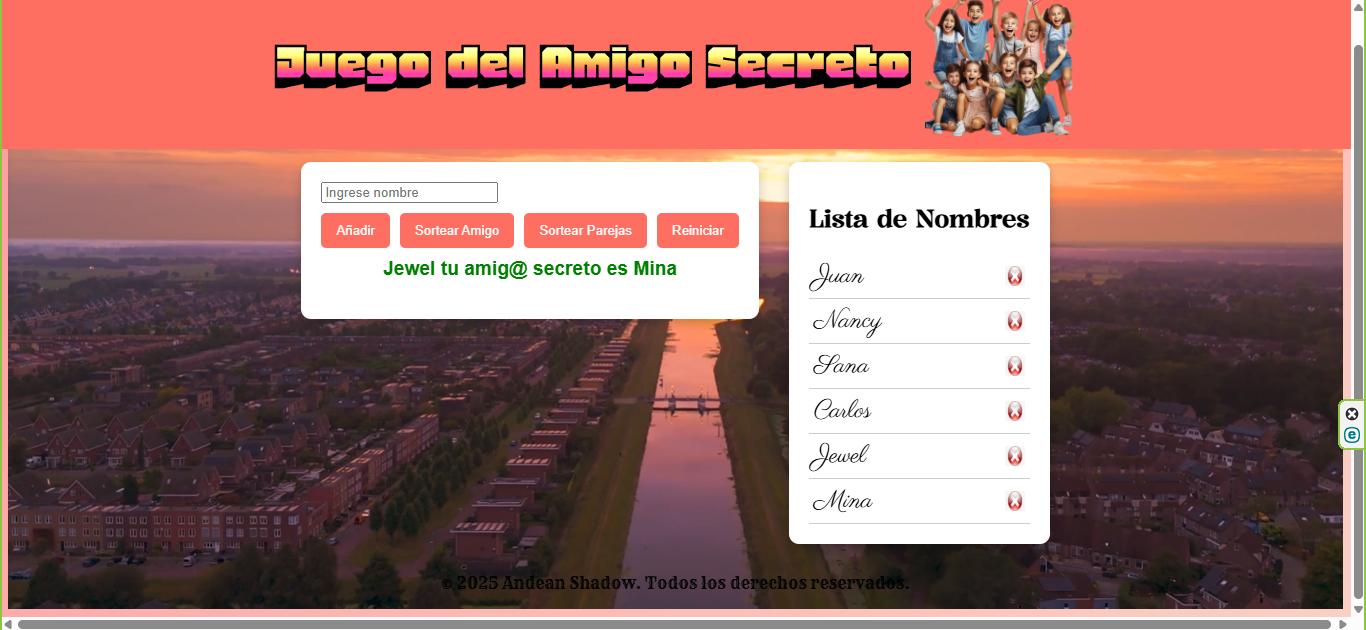 Juego del Amigo Secreto
Ingrese nombre
Añadir
Sortear Amigo
Sortear Parejas
Reiniciar
Jewel tu amig@ secreto es Mina
Lista de Nombres
Juan
Nancy
Sana
Carlos
Jewel
Mina
© 2025 Andean Shadow. Todos los derechos reservados.